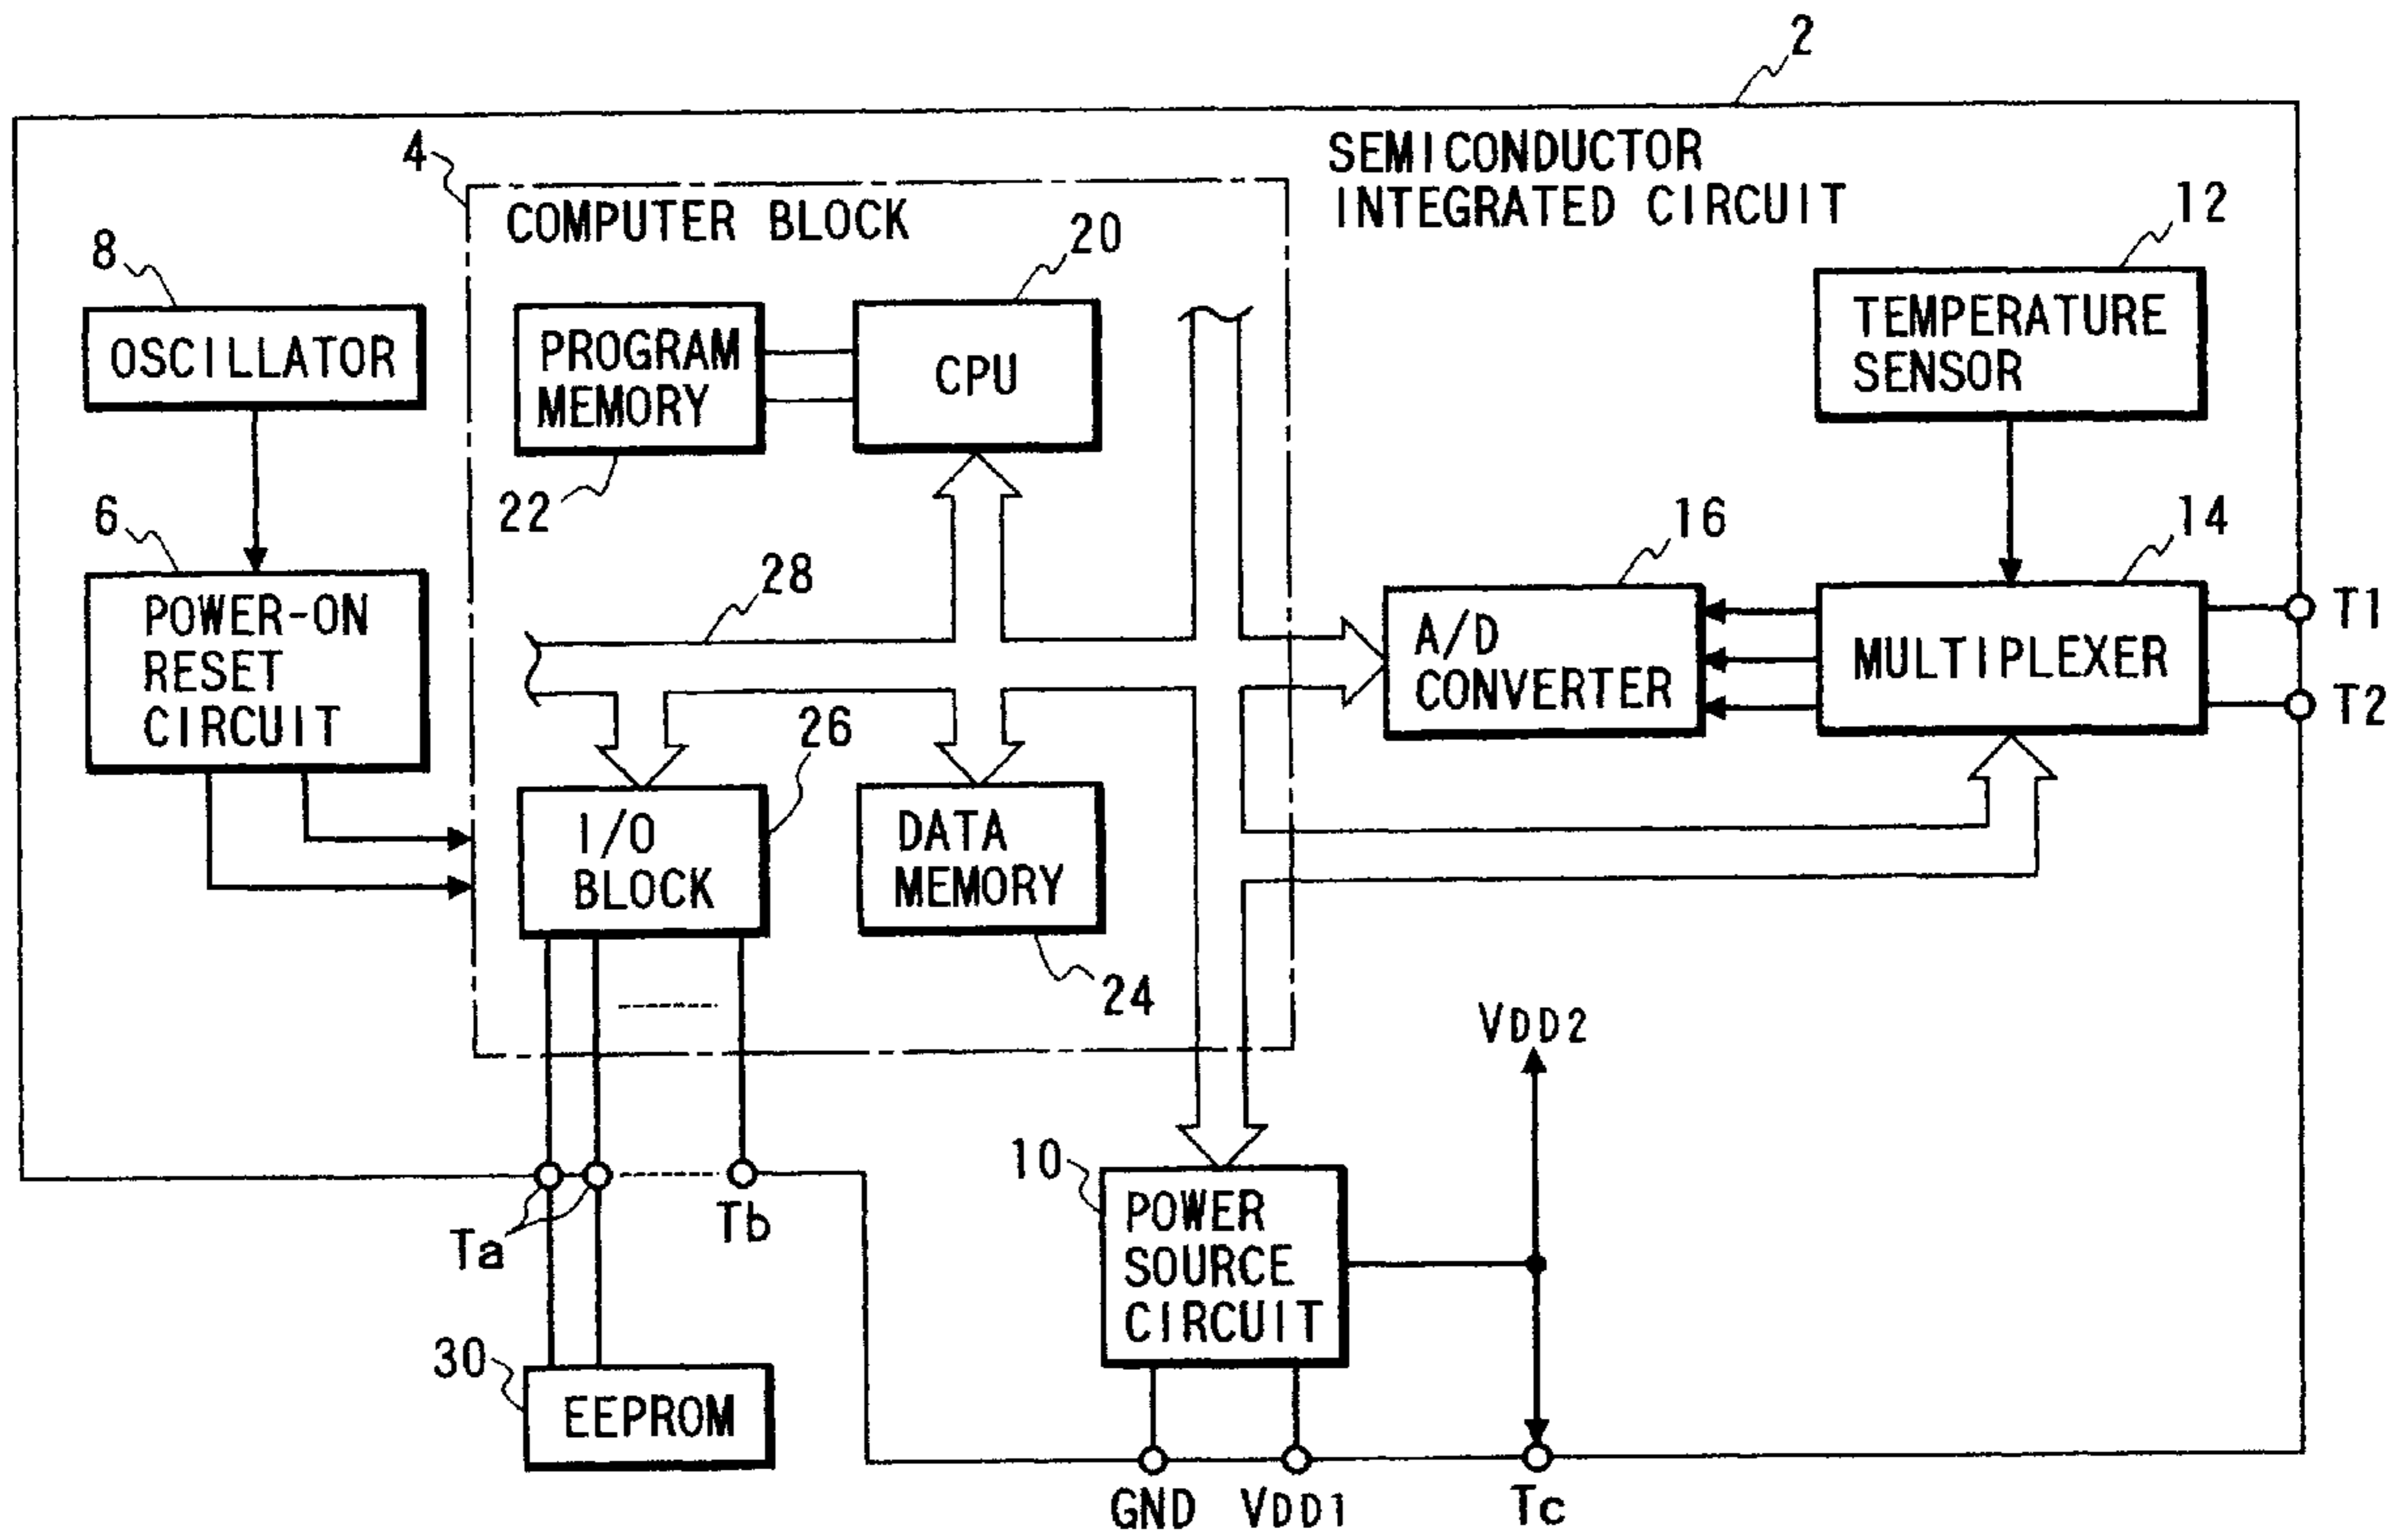 2
SEMICONDUCTOR
INTEGRATED CIRCUIT
4
COMPUTER BLOCK
12
8
20
OSCILLATOR
PROGRAM
MEMORY
CPU
TEMPERATURE
SENSOR
22
6
16
14
28
POWER-ON
RESET
CIRCUIT
A/D
CONVERTER
MULTIPLEXER
T1
T2
26
I/O
BLOCK
DATA
MEMORY
24
VDD2
10
Ta
Tb
POWER
SOURCE
CIRCUIT
30
EEPROM
GND
VDD1
Tc